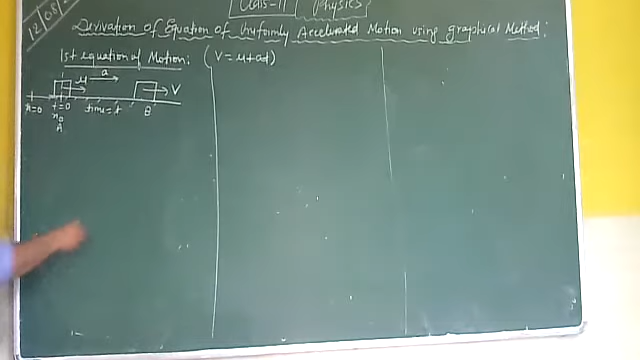 Class-11 Physics
12/08/
Derivation of Equation of Uniformly Accelerated Motion using graphical Method:
1st equation of Motion: (V = u + at)
a
u
V
x=0 t=0 time=t
x0
A B